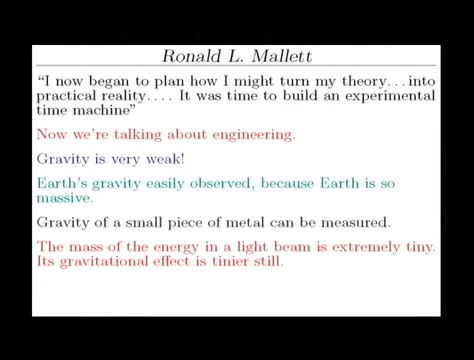 Ronald L. Mallett
“I now began to plan how I might turn my theory...into
practical reality.... It was time to build an experimental
time machine”
Now we're talking about engineering.
Gravity is very weak!
Earth's gravity easily observed, because Earth is so
massive.
Gravity of a small piece of metal can be measured.
The mass of the energy in a light beam is extremely tiny.
Its gravitational effect is tinier still.